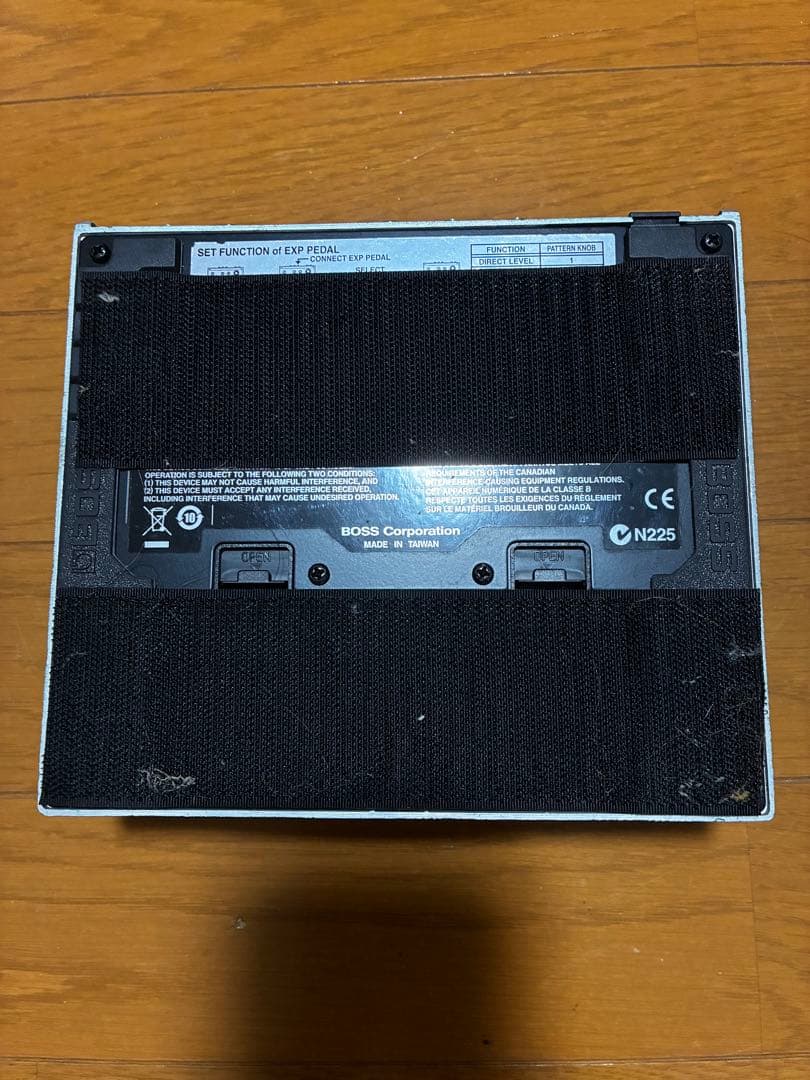 SET FUNCTION of EXP PEDAL
CONNECT EXP PEDAL
SELECT
FUNCTION PATTERN KNOB
DIRECT LEVEL 1
OPERATION IS SUBJECT TO THE FOLLOWING TWO CONDITIONS:
(1) THIS DEVICE MAY NOT CAUSE HARMFUL INTERFERENCE, AND
(2) THIS DEVICE MUST ACCEPT ANY INTERFERENCE RECEIVED,
INCLUDING INTERFERENCE THAT MAY CAUSE UNDESIRED OPERATION.
REQUIREMENTS OF THE CANADIAN
INTERFERENCE-CAUSING EQUIPMENT REGULATIONS.
CET APPAREIL NUMÉRIQUE DE LA CLASSE B
RESPECTE TOUTES LES EXIGENCES DU RÈGLEMENT
SUR LE MATÉRIEL BROUILLEUR DU CANADA.
CE
10
BOSS Corporation
MADE IN TAIWAN
N225
OPEN
OPEN
BOSS
BOSS